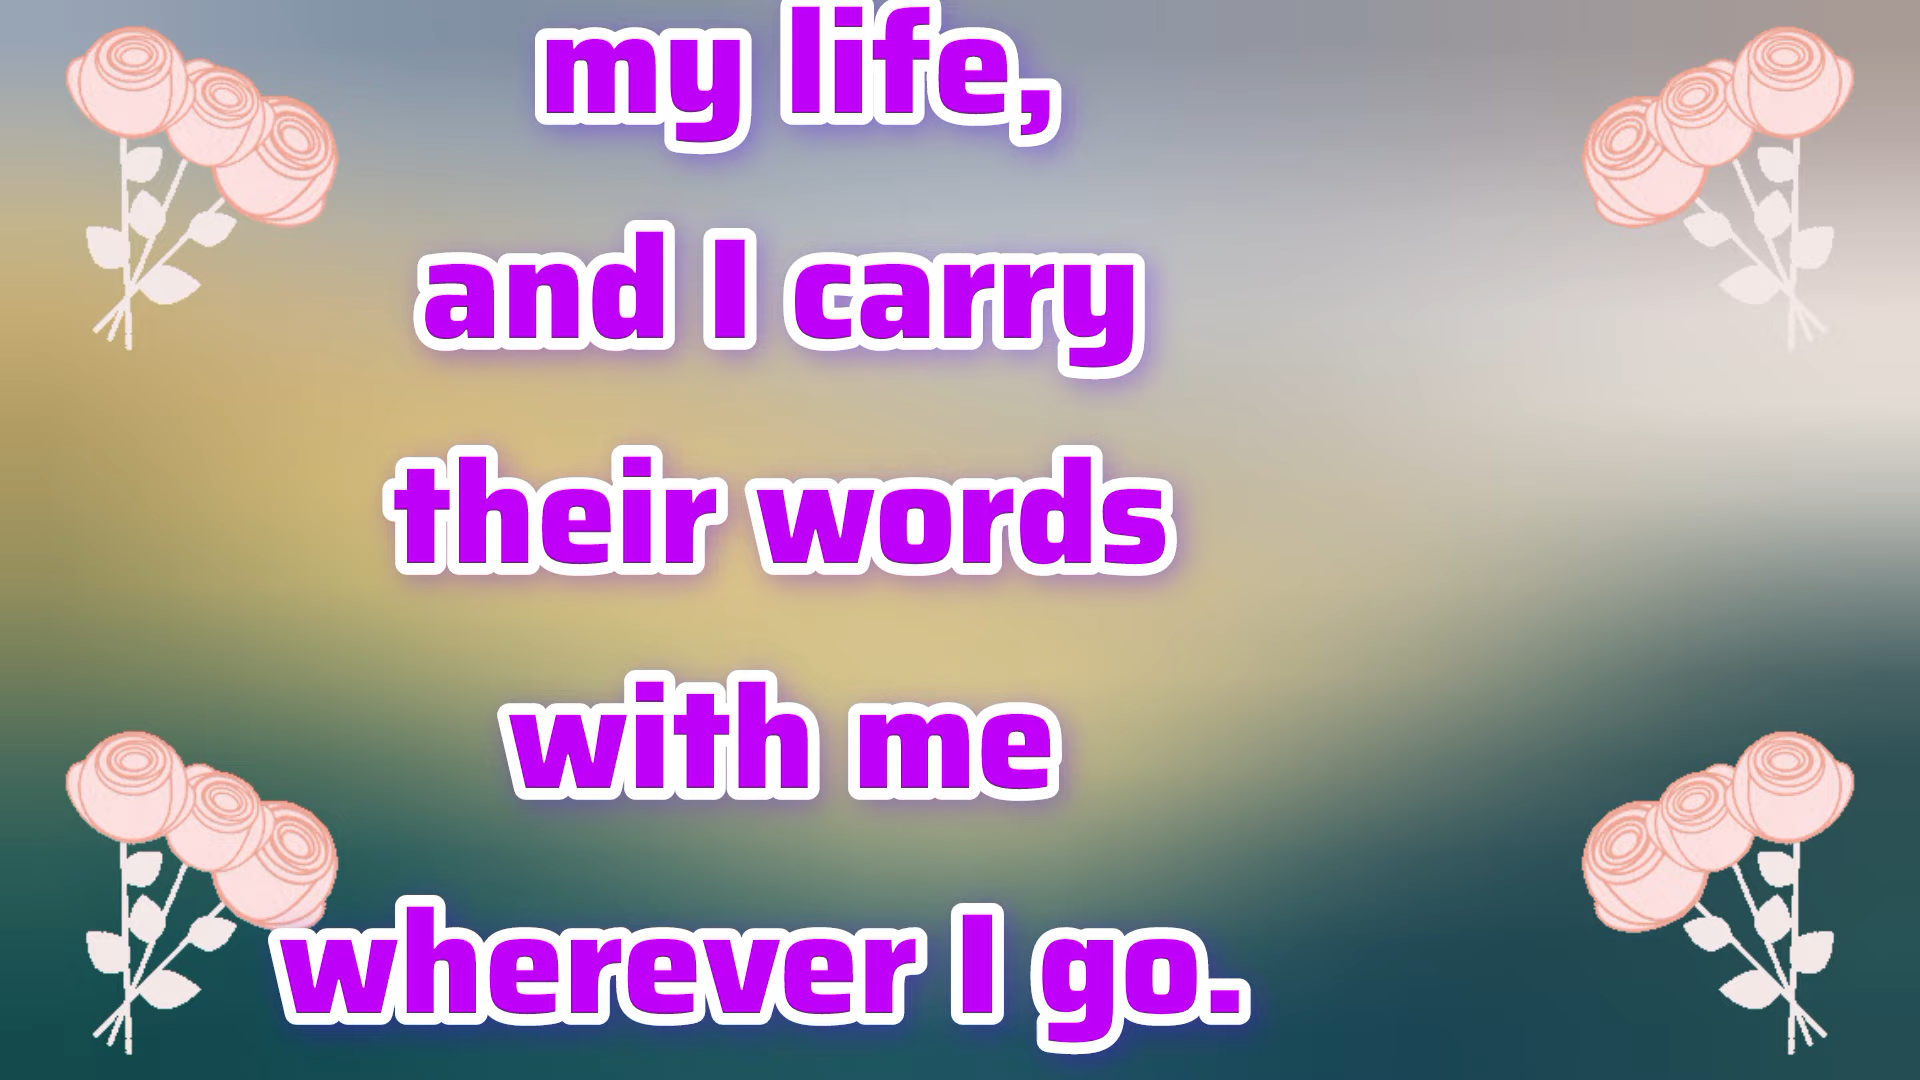 my life,
and I carry
their words
with me
wherever I go.